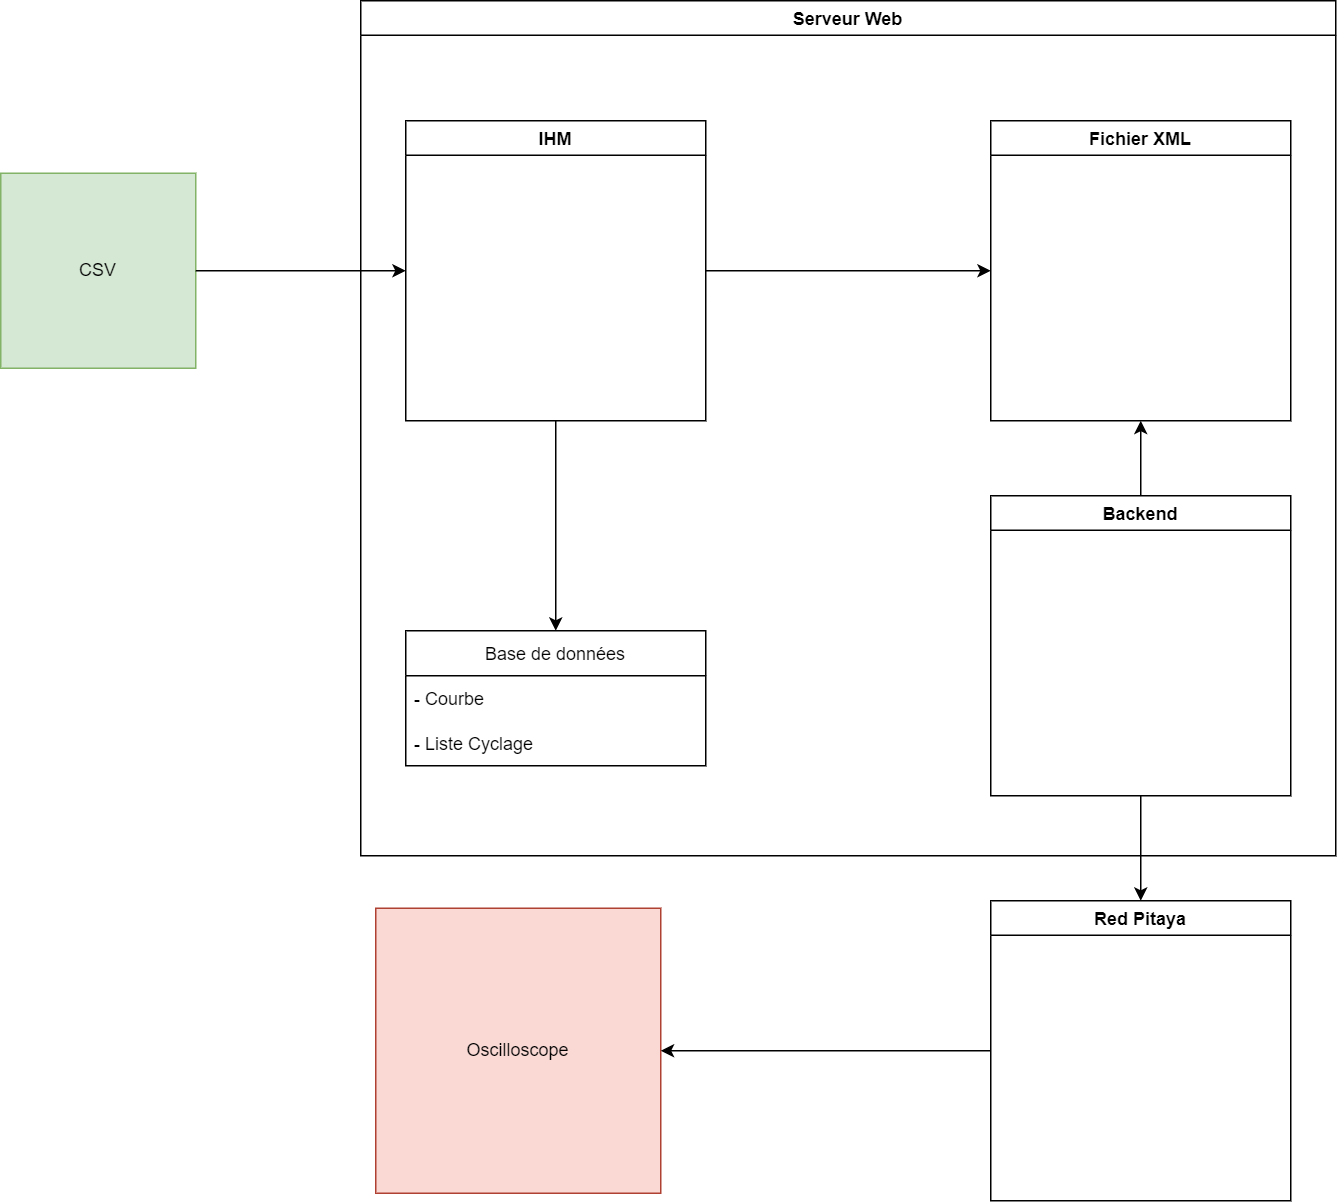 Serveur Web
IHM
Fichier XML
CSV
Backend
Base de données
- Courbe
- Liste Cyclage
Red Pitaya
Oscilloscope